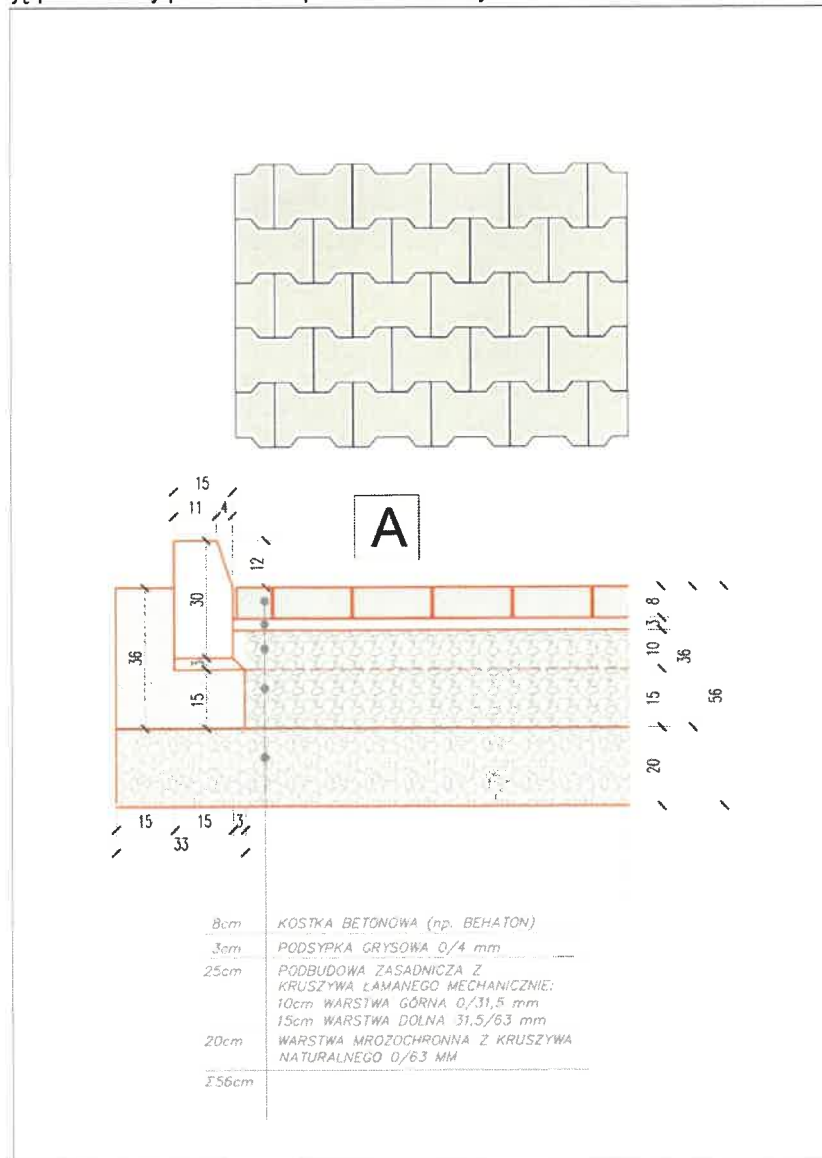 15
11 4
A
12
30
36
3
15
8
3
10
36
15
56
20
15 15 3
33
8cm KOSTKA BETONOWA (np. BEHATON)
3cm PODSYPKA GRYSOWA 0/4 mm
25cm PODBUDOWA ZASADNICZA Z
KRUSZYWA ŁAMANEGO MECHANICZNIE:
10cm WARSTWA GÓRNA 0/31,5 mm
15cm WARSTWA DOLNA 31,5/63 mm
20cm WARSTWA MROZOCHRONNA Z KRUSZYWA
NATURALNEGO 0/63 MM
Σ56cm